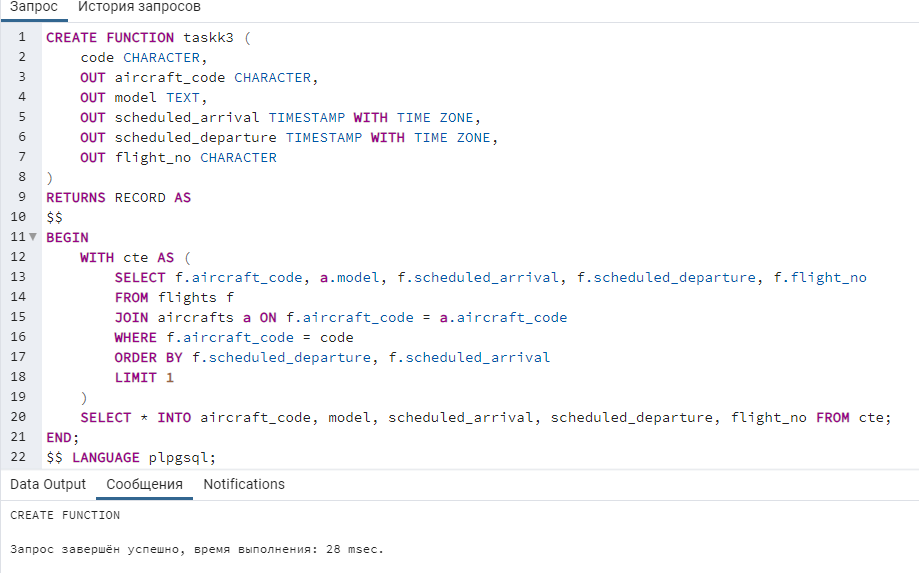 Запрос История запросов
1 CREATE FUNCTION taskk3 (
2 code CHARACTER,
3 OUT aircraft_code CHARACTER,
4 OUT model TEXT,
5 OUT scheduled_arrival TIMESTAMP WITH TIME ZONE,
6 OUT scheduled_departure TIMESTAMP WITH TIME ZONE,
7 OUT flight_no CHARACTER
8 )
9 RETURNS RECORD AS
10 $$
11 BEGIN
12 WITH cte AS (
13 SELECT f.aircraft_code, a.model, f.scheduled_arrival, f.scheduled_departure, f.flight_no
14 FROM flights f
15 JOIN aircrafts a ON f.aircraft_code = a.aircraft_code
16 WHERE f.aircraft_code = code
17 ORDER BY f.scheduled_departure, f.scheduled_arrival
18 LIMIT 1
19 )
20 SELECT * INTO aircraft_code, model, scheduled_arrival, scheduled_departure, flight_no FROM cte;
21 END;
22 $$ LANGUAGE plpgsql;
Data Output Сообщения Notifications
CREATE FUNCTION
Запрос завершён успешно, время выполнения: 28 msec.